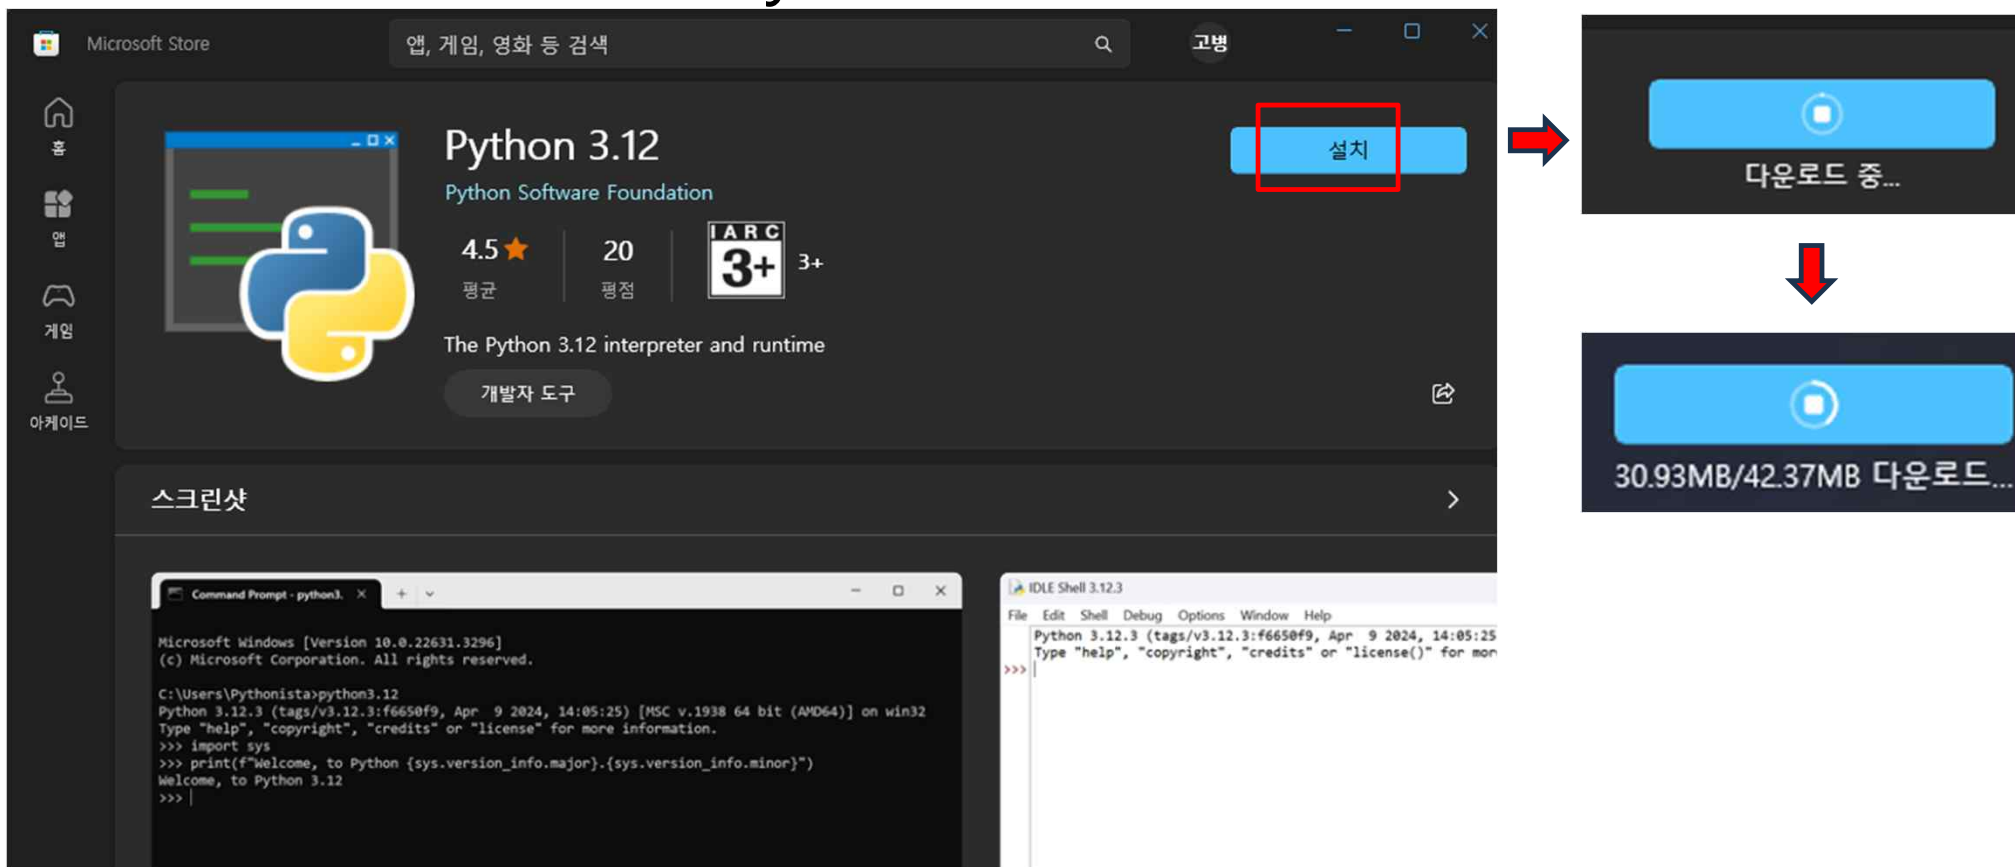 Microsoft Store
앱, 게임, 영화 등 검색
고병
홈
앱
게임
아케이드
Python 3.12
Python Software Foundation
설치
4.5
평균
20
평점
IARC
3+
3+
The Python 3.12 interpreter and runtime
개발자 도구
스크린샷
Command Prompt - python3.
Microsoft Windows [Version 10.0.22631.3296]
(c) Microsoft Corporation. All rights reserved.
C:\Users\Pythonista>python3.12
Python 3.12.3 (tags/v3.12.3:f6650f9, Apr  9 2024, 14:05:25) [MSC v.1938 64 bit (AMD64)] on win32
Type "help", "copyright", "credits" or "license" for more information.
>>> import sys
>>> print(f"Welcome, to Python {sys.version_info.major}.{sys.version_info.minor}")
Welcome, to Python 3.12
>>>
IDLE Shell 3.12.3
File Edit Shell Debug Options Window Help
Python 3.12.3 (tags/v3.12.3:f6650f9, Apr  9 2024, 14:05:25
Type "help", "copyright", "credits" or "license()" for mor
>>>
다운로드 중...
30.93MB/42.37MB 다운로드...